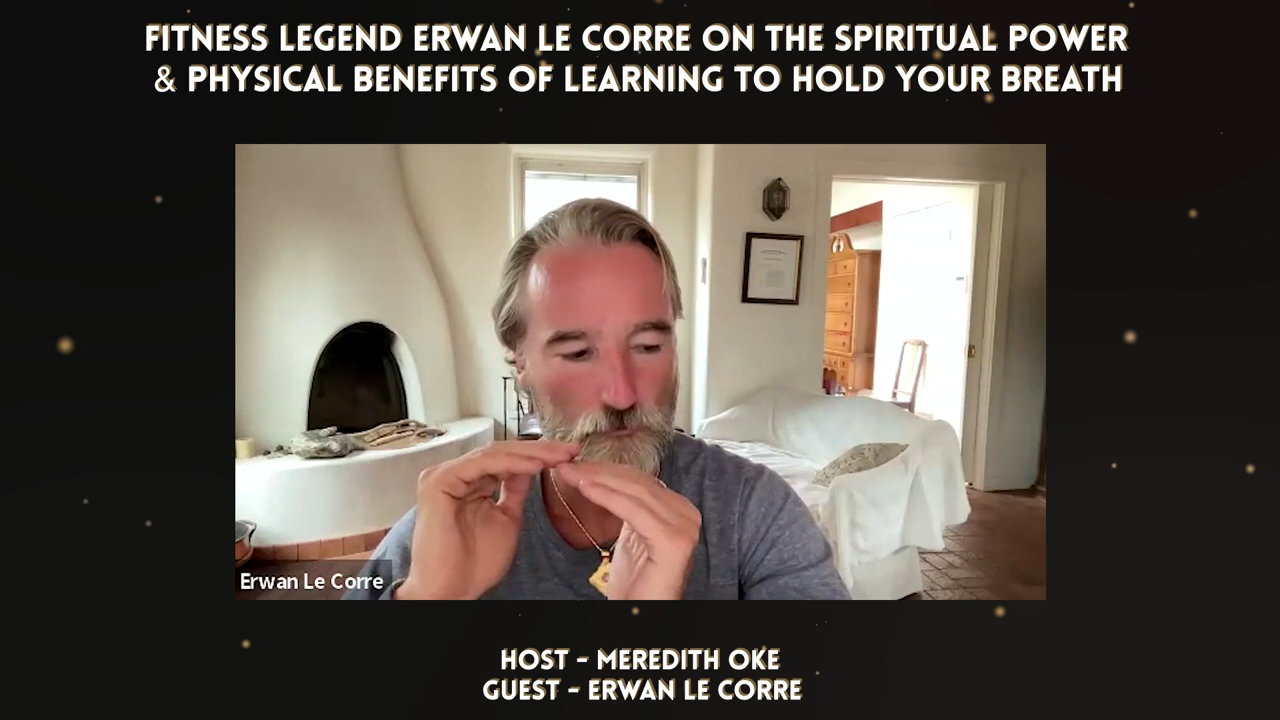 FITNESS LEGEND ERWAN LE CORRE ON THE SPIRITUAL POWER
& PHYSICAL BENEFITS OF LEARNING TO HOLD YOUR BREATH
Erwan Le Corre
HOST - MEREDITH OKE
GUEST - ERWAN LE CORRE